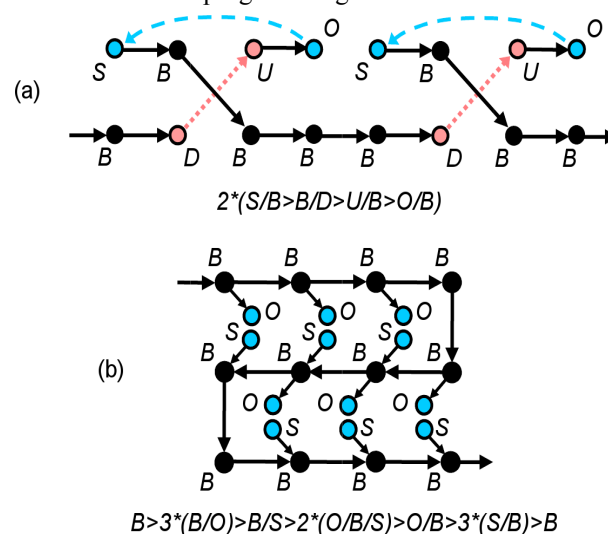 O O
S B U S B U
(a)
B D B B B D B B
2*(S/B>B/D>U/B>O/B)
B B B B
O O O
S S S
B B B B
(b)
O O O
S S S
B B B B
B>3*(B/O)>B/S>2*(O/B/S)>O/B>3*(S/B)>B